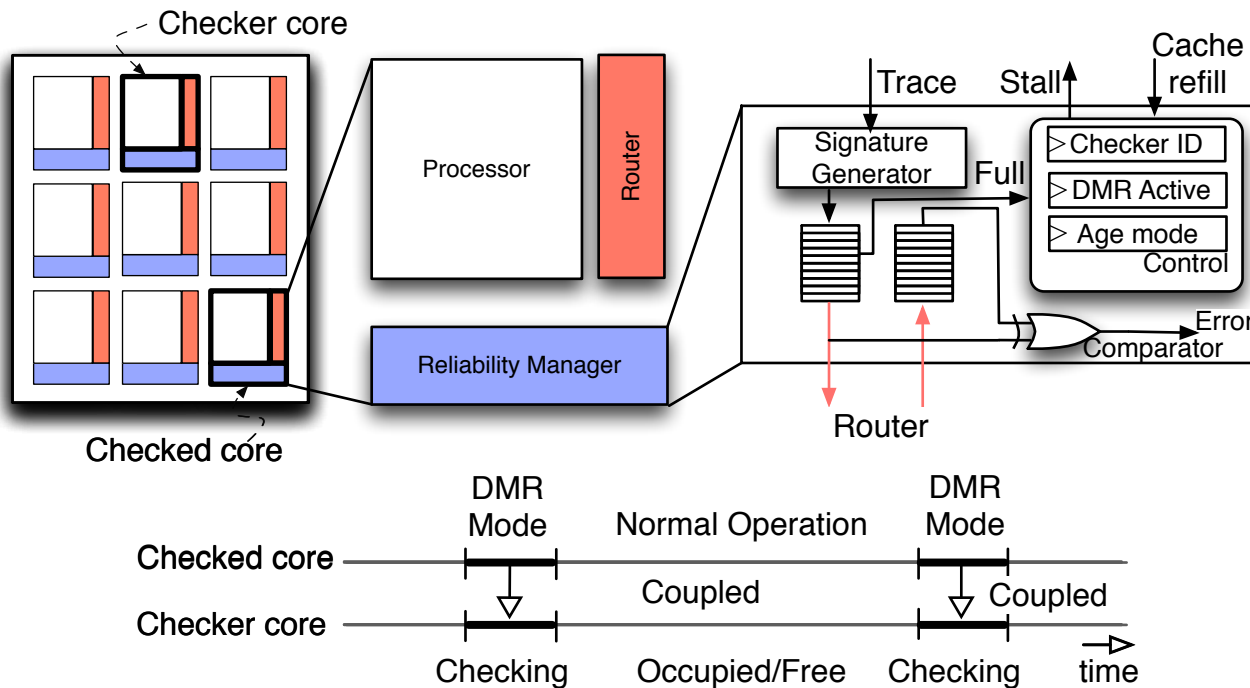 Checker core
Checked core
Processor
Router
Reliability Manager
Trace
Stall
Cache
refill
Signature
Generator
Full
Checker ID
DMR Active
Age mode
Control
Error
Comparator
Router
DMR
Mode
Normal Operation
DMR
Mode
Checked core
Coupled
Coupled
Checker core
Checking
Occupied/Free
Checking
time